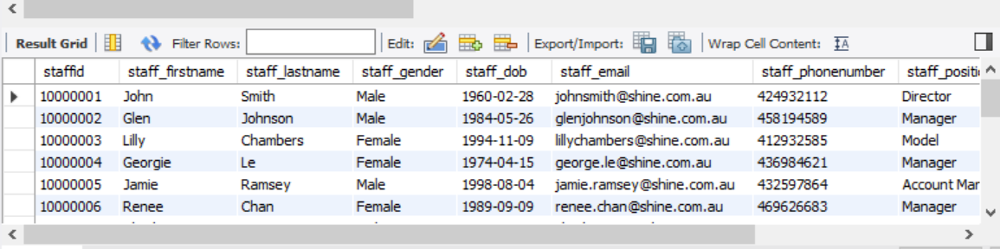 Result Grid Filter Rows: Edit: Export/Import: Wrap Cell Content: IA
staffid staff_firstname staff_lastname staff_gender staff_dob staff_email staff_phonenumber staff_positi
10000001 John Smith Male 1960-02-28 johnsmith@shine.com.au 424932112 Director
10000002 Glen Johnson Male 1984-05-26 glenjohnson@shine.com.au 458194589 Manager
10000003 Lilly Chambers Female 1994-11-09 lillychambers@shine.com.au 412932585 Model
10000004 Georgie Le Female 1974-04-15 george.le@shine.com.au 436984621 Manager
10000005 Jamie Ramsey Male 1998-08-04 jamie.ramsey@shine.com.au 432597864 Account Mar
10000006 Renee Chan Female 1989-09-09 renee.chan@shine.com.au 469626683 Manager